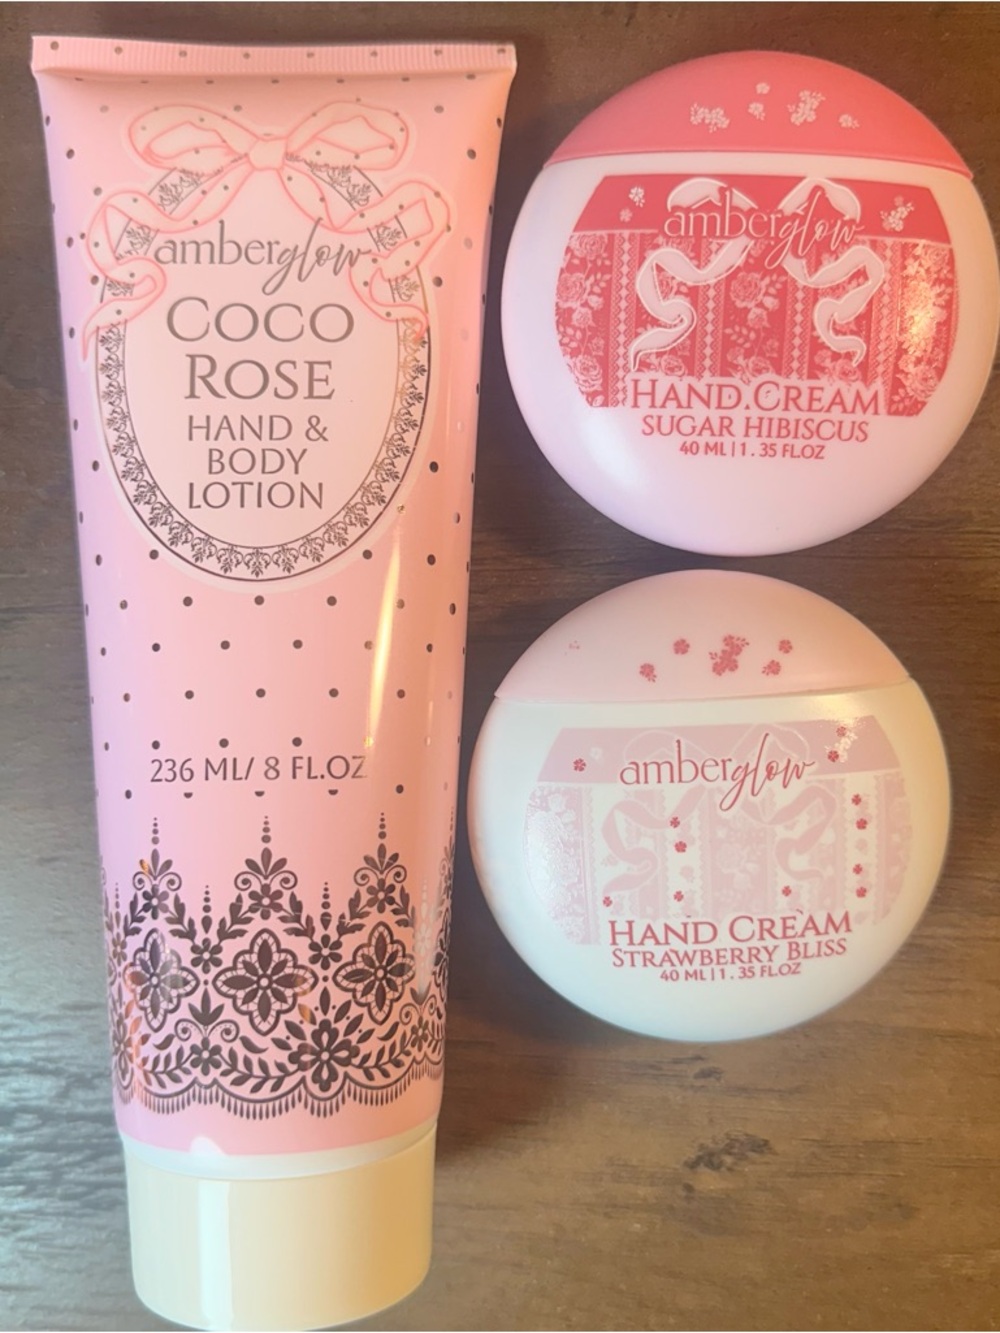 amberglow
COCO
ROSE
HAND &
BODY
LOTION
236 ML/ 8 FL.OZ
amberglow
HAND.CREAM
SUGAR HIBISCUS
40 ML|1.35 FL.OZ
amberglow
HAND CREAM
STRAWBERRY BLISS
40 ML|1.35 FL.OZ